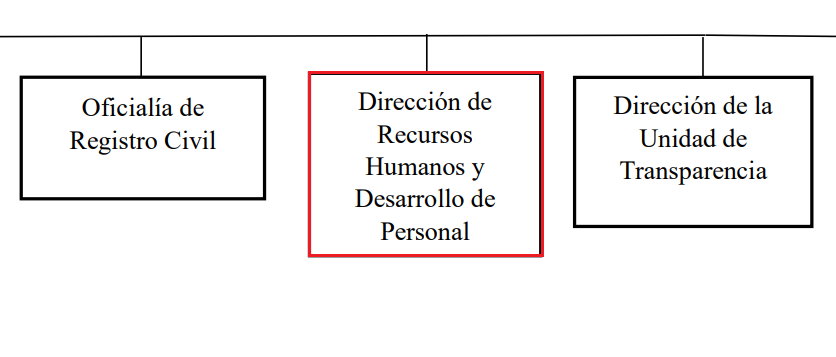 Oficialía de
Registro Civil
Dirección de
Recursos
Humanos y
Desarrollo de
Personal
Dirección de la
Unidad de
Transparencia